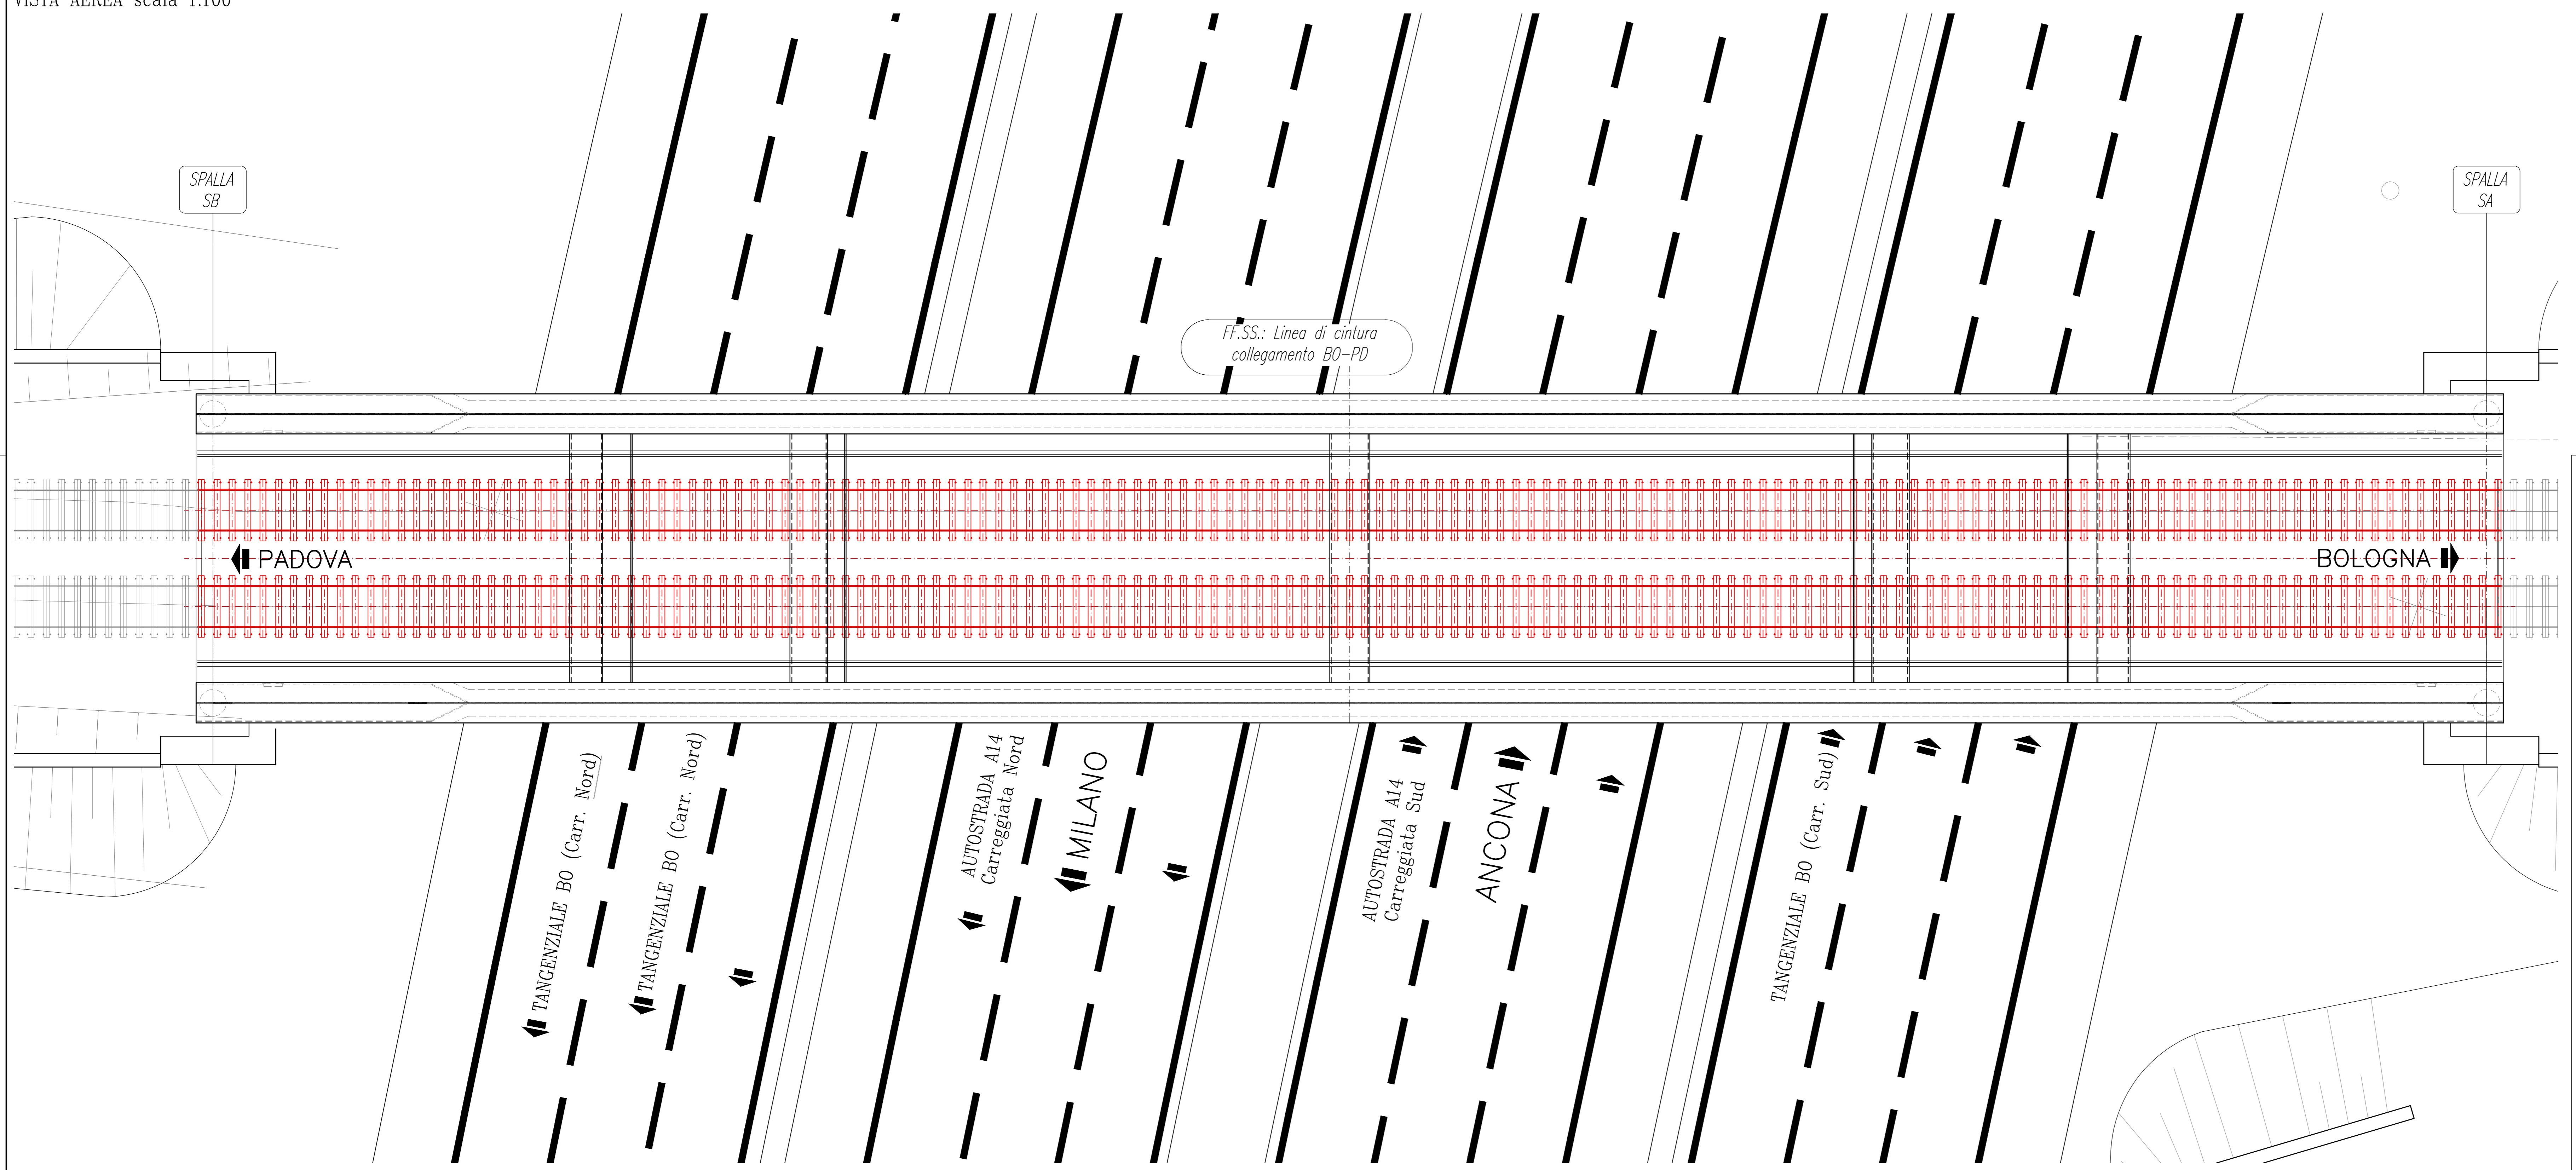 VISTA AEREA scala 1:100
SPALLA
SB
SPALLA
SA
FF.SS.: Linea di cintura
collegamento BO-PD
PADOVA
BOLOGNA
TANGENZIALE BO (Carr. Nord)
TANGENZIALE BO (Carr. Nord)
AUTOSTRADA A14
Carreggiata Nord
MILANO
AUTOSTRADA A14
Carreggiata Sud
ANCONA
TANGENZIALE BO (Carr. Sud)